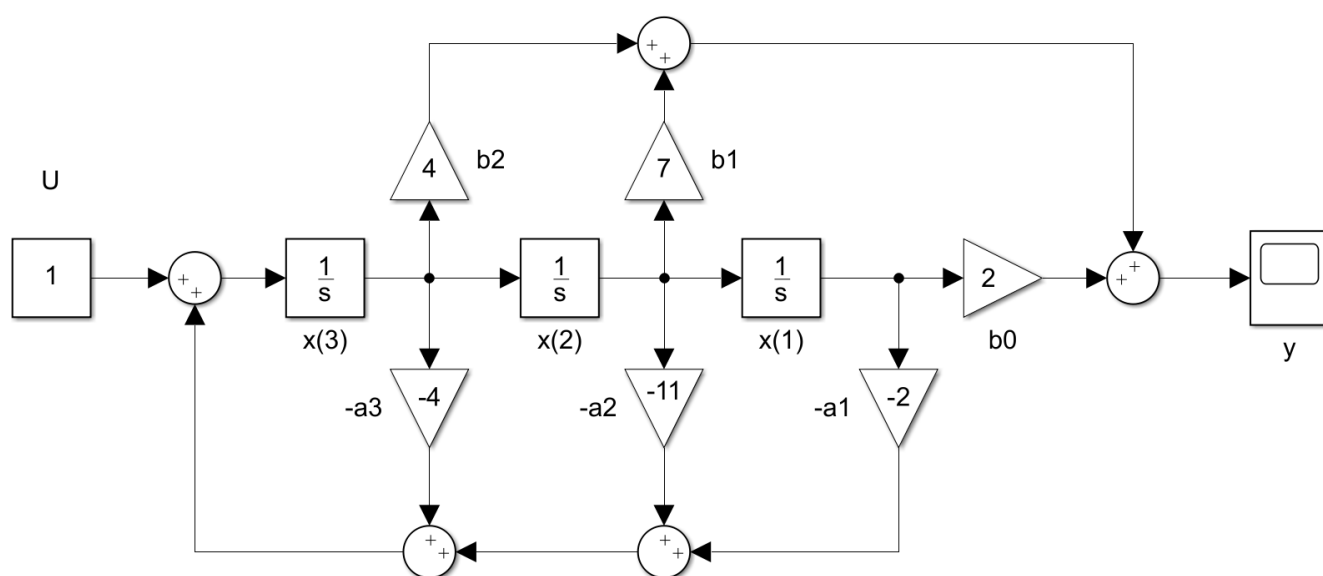 +
+
4
b2
7
b1
U
1
+
+
1
s
x(3)
1
s
x(2)
1
s
x(1)
2
b0
+
+
y
-a3
-4
-a2
-11
-a1
-2
+
+
+
+